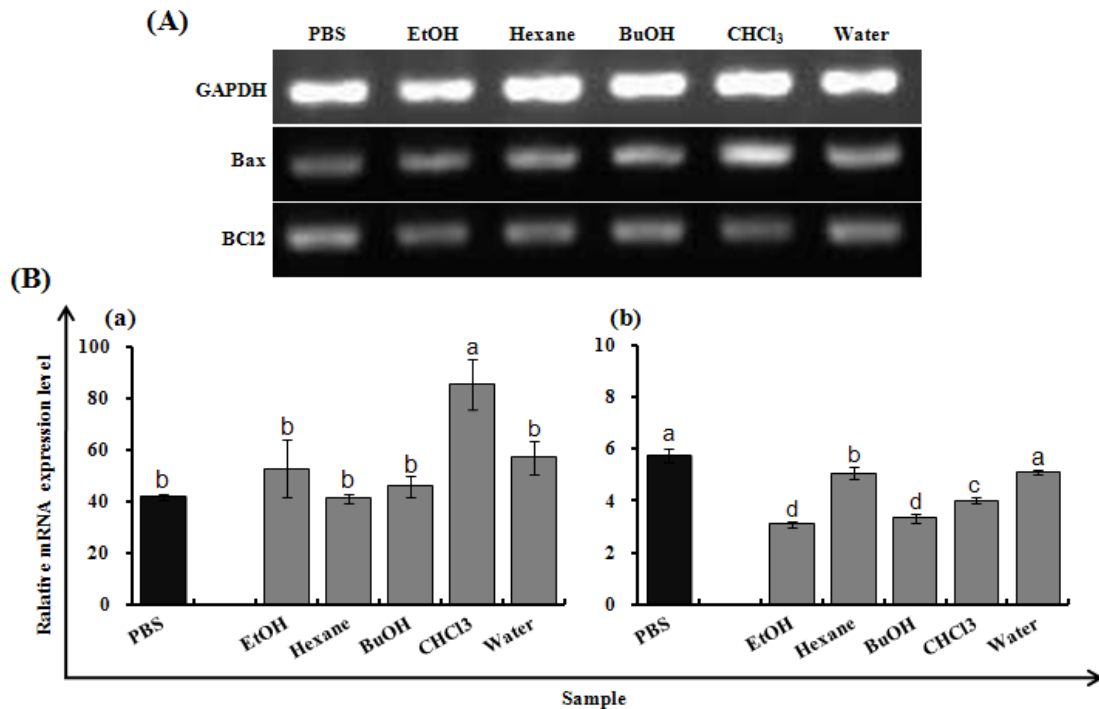 (A)
PBS EtOH Hexane BuOH CHCl₃ Water
GAPDH
Bax
BCl2
(B)
(a)
(b)
Ralative mRNA expression level
100
80
60
40
20
0
b
b
b
b
a
b
PBS
EtOH
Hexane
BuOH
CHCl3
Water
10
8
6
4
2
0
a
d
b
d
c
a
PBS
EtOH
Hexane
BuOH
CHCl3
Water
Sample